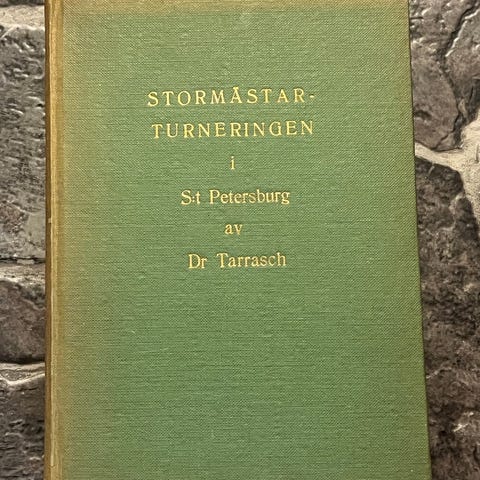 STORMÄSTAR-
TURNERINGEN
i
S:t Petersburg
av
Dr Tarrasch